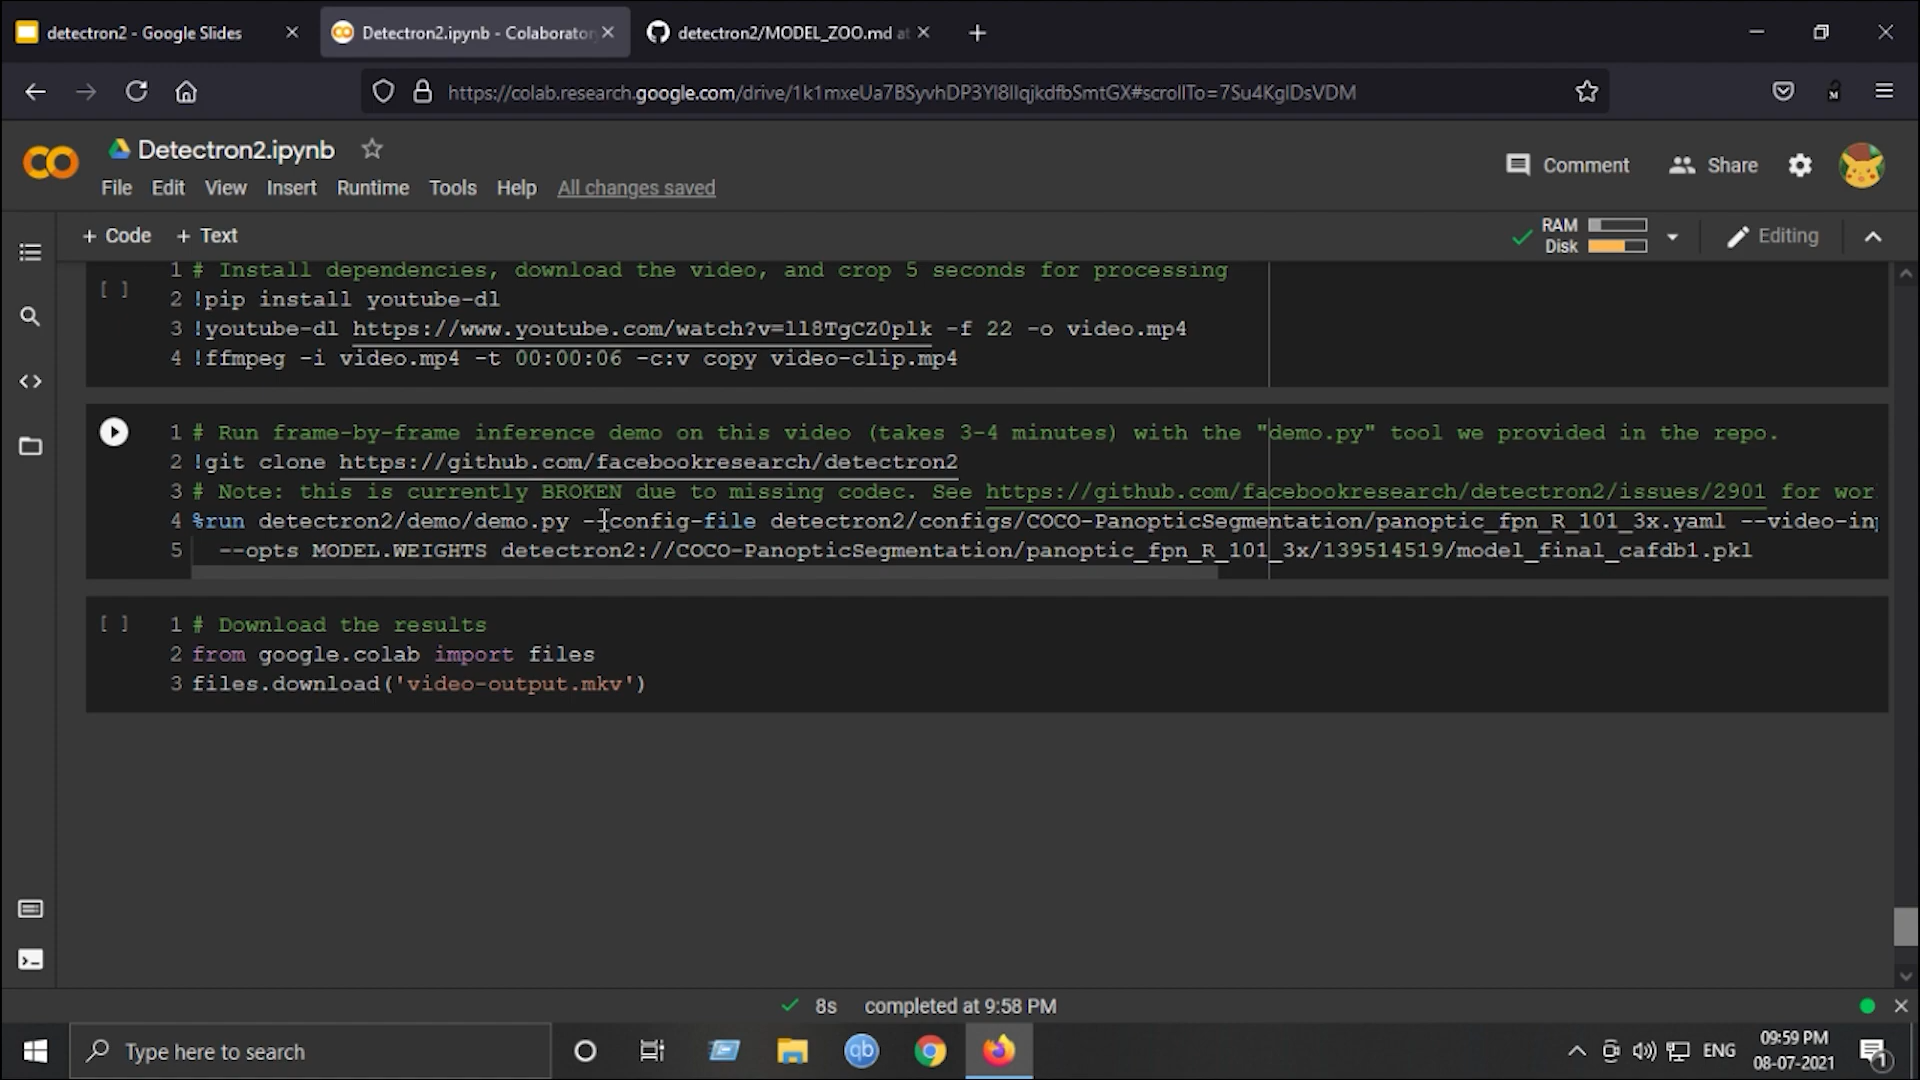 detectron2 - Google Slides
Detectron2.ipynb - Colaborator
detectron2/MODEL_ZOO.md at
https://colab.research.google.com/drive/1k1mxeUa7BSyvhDP3Yl8IlqjkdfbSmtGX#scrollTo=7Su4KglDsVDM
Detectron2.ipynb
Comment
Share
File Edit View Insert Runtime Tools Help All changes saved
+ Code + Text
RAM
Disk
Editing
[ ]
1 # Install dependencies, download the video, and crop 5 seconds for processing
2 !pip install youtube-dl
3 !youtube-dl https://www.youtube.com/watch?v=ll8TgCZ0plk -f 22 -o video.mp4
4 !ffmpeg -i video.mp4 -t 00:00:06 -c:v copy video-clip.mp4
1 # Run frame-by-frame inference demo on this video (takes 3-4 minutes) with the "demo.py" tool we provided in the repo.
2 !git clone https://github.com/facebookresearch/detectron2
3 # Note: this is currently BROKEN due to missing codec. See https://github.com/facebookresearch/detectron2/issues/2901 for wor
4 %run detectron2/demo/demo.py --config-file detectron2/configs/COCO-PanopticSegmentation/panoptic_fpn_R_101_3x.yaml --video-inp
5 --opts MODEL.WEIGHTS detectron2://COCO-PanopticSegmentation/panoptic_fpn_R_101_3x/139514519/model_final_cafdb1.pkl
[ ]
1 # Download the results
2 from google.colab import files
3 files.download('video-output.mkv')
8s completed at 9:58 PM
Type here to search
qb
ENG
09:59 PM
08-07-2021
1